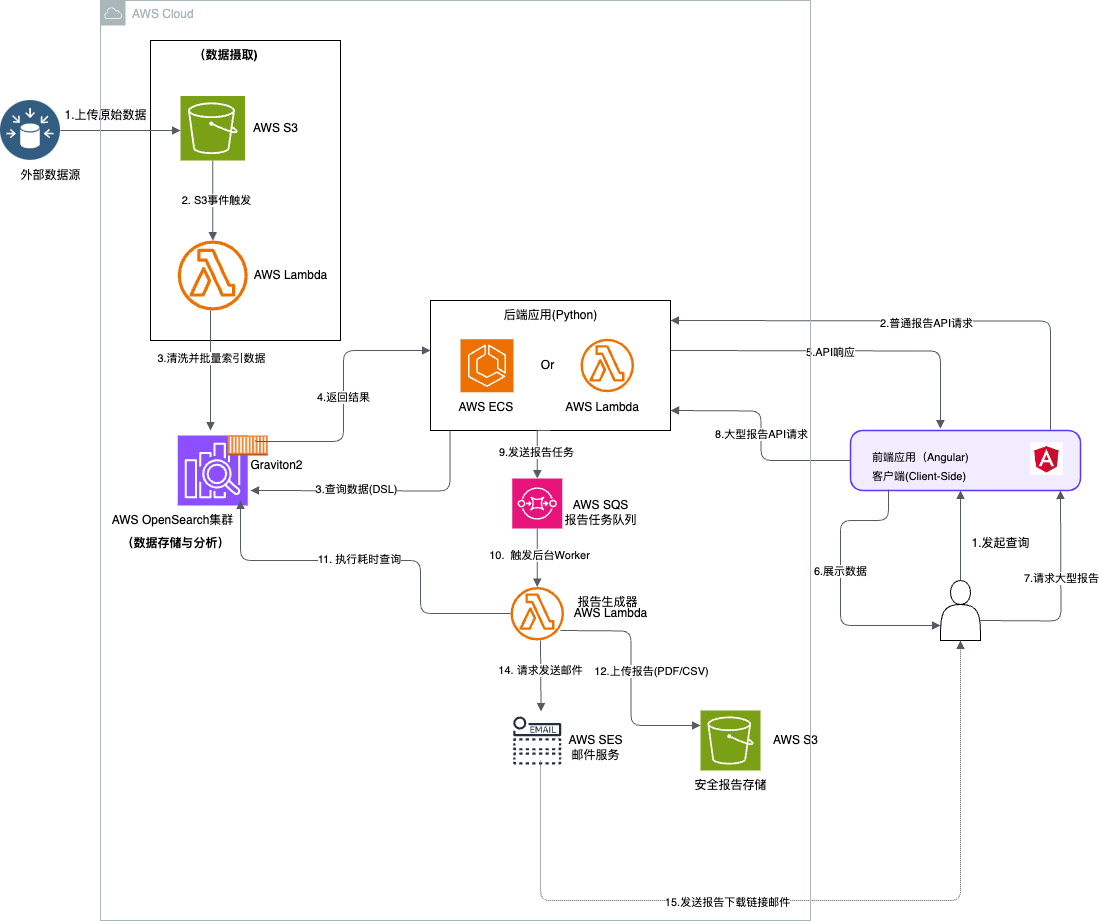 AWS Cloud
（数据摄取)
1.上传原始数据
AWS S3
外部数据源
2. S3事件触发
AWS Lambda
3.清洗并批量索引数据
后端应用(Python)
2.普通报告API请求
5.API响应
Or
AWS ECS
AWS Lambda
4.返回结果
8.大型报告API请求
前端应用（Angular)
客户端(Client-Side)
A
9.发送报告任务
Graviton2
3.查询数据(DSL)
AWS SQS
报告任务队列
AWS OpenSearch集群
（数据存储与分析）
1.发起查询
10. 触发后台Worker
11. 执行耗时查询
6.展示数据
7.请求大型报告
报告生成器
AWS Lambda
14. 请求发送邮件
12.上传报告(PDF/CSV)
EMAIL
AWS SES
邮件服务
AWS S3
安全报告存储
15.发送报告下载链接邮件